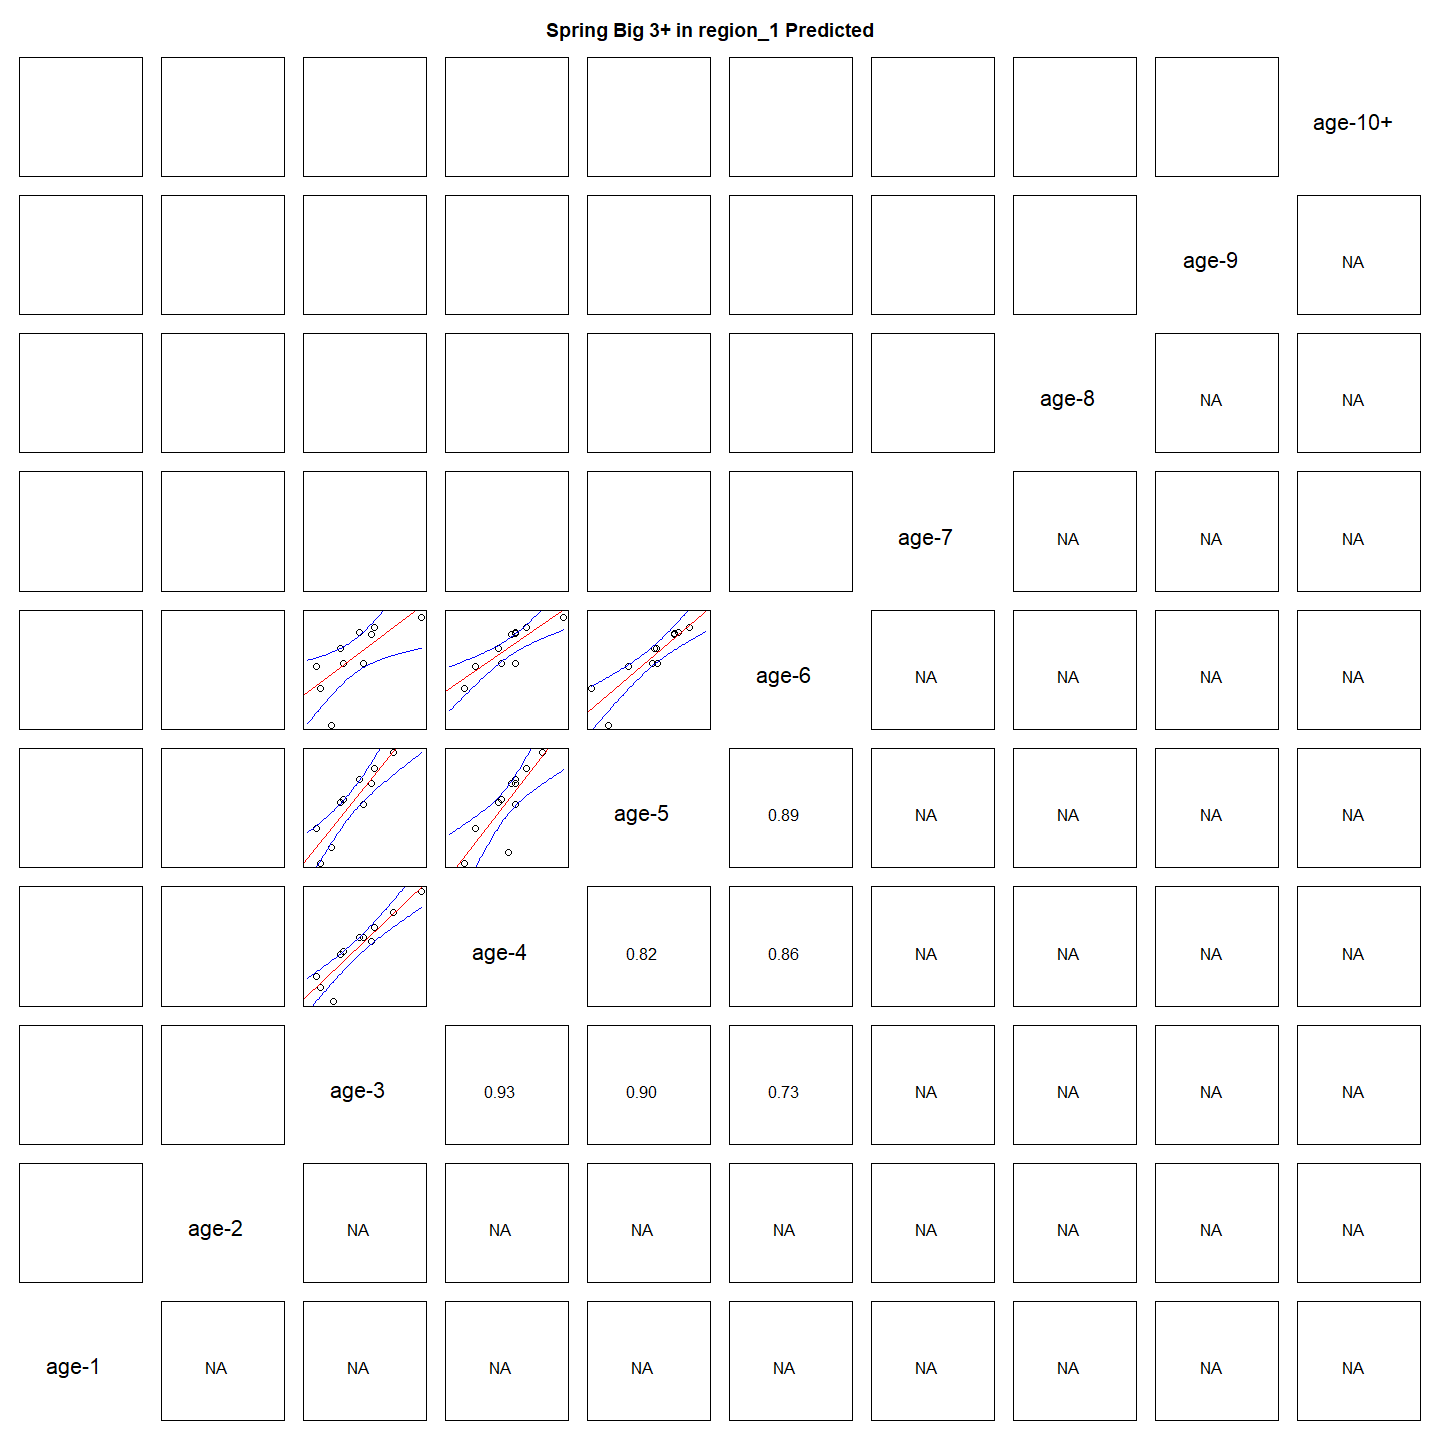 Spring Big 3+ in region_1 Predicted
age-10+
age-9 NA
age-8 NA NA
age-7 NA NA NA
age-6 NA NA NA NA
age-5 0.89 NA NA NA NA
age-4 0.82 0.86 NA NA NA NA
age-3 0.93 0.90 0.73 NA NA NA NA
age-2 NA NA NA NA NA NA NA NA
age-1 NA NA NA NA NA NA NA NA NA